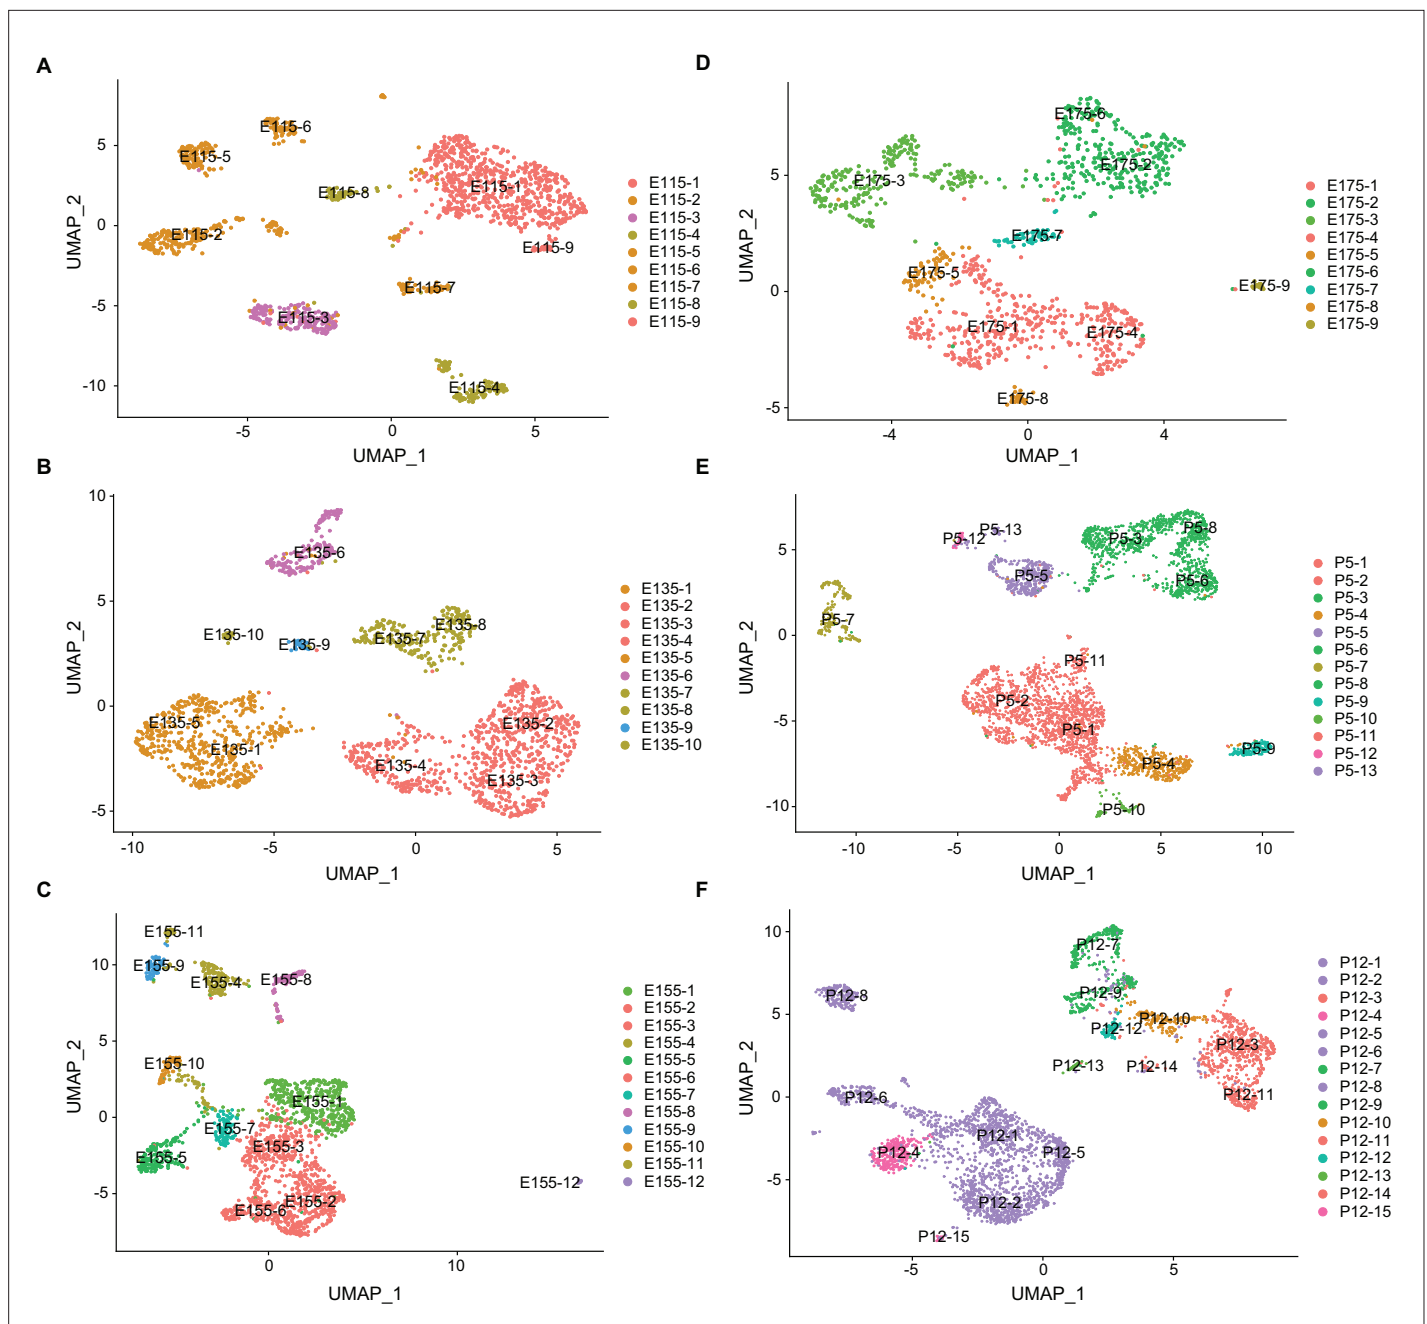 A
UMAP_2
5
0
-5
-10
-5
0
5
UMAP_1
E115-6
E115-5
E115-8
E115-1
E115-2
E115-9
E115-7
E115-3
E115-4
E115-1
E115-2
E115-3
E115-4
E115-5
E115-6
E115-7
E115-8
E115-9
D
UMAP_2
5
0
-5
-4
0
4
UMAP_1
E175-6
E175-2
E175-3
E175-7
E175-5
E175-9
E175-1
E175-4
E175-8
E175-1
E175-2
E175-3
E175-4
E175-5
E175-6
E175-7
E175-8
E175-9
B
UMAP_2
10
5
0
-5
-10
-5
0
5
UMAP_1
E135-6
E135-10
E135-9
E135-7
E135-8
E135-5
E135-1
E135-2
E135-4
E135-3
E135-1
E135-2
E135-3
E135-4
E135-5
E135-6
E135-7
E135-8
E135-9
E135-10
E
UMAP_2
5
0
-5
-10
-10
-5
0
5
10
UMAP_1
P5-13
P5-12
P5-3
P5-8
P5-5
P5-6
P5-7
P5-11
P5-2
P5-1
P5-4
P5-9
P5-10
P5-1
P5-2
P5-3
P5-4
P5-5
P5-6
P5-7
P5-8
P5-9
P5-10
P5-11
P5-12
P5-13
C
UMAP_2
10
5
0
-5
0
10
UMAP_1
E155-11
E155-9
E155-4
E155-8
E155-10
E155-1
E155-7
E155-3
E155-5
E155-12
E155-2
E155-6
E155-1
E155-2
E155-3
E155-4
E155-5
E155-6
E155-7
E155-8
E155-9
E155-10
E155-11
E155-12
F
UMAP_2
10
5
0
-5
-5
0
5
UMAP_1
P12-7
P12-8
P12-9
P12-10
P12-12
P12-3
P12-13
P12-14
P12-11
P12-6
P12-1
P12-4
P12-5
P12-2
P12-15
P12-1
P12-2
P12-3
P12-4
P12-5
P12-6
P12-7
P12-8
P12-9
P12-10
P12-11
P12-12
P12-13
P12-14
P12-15